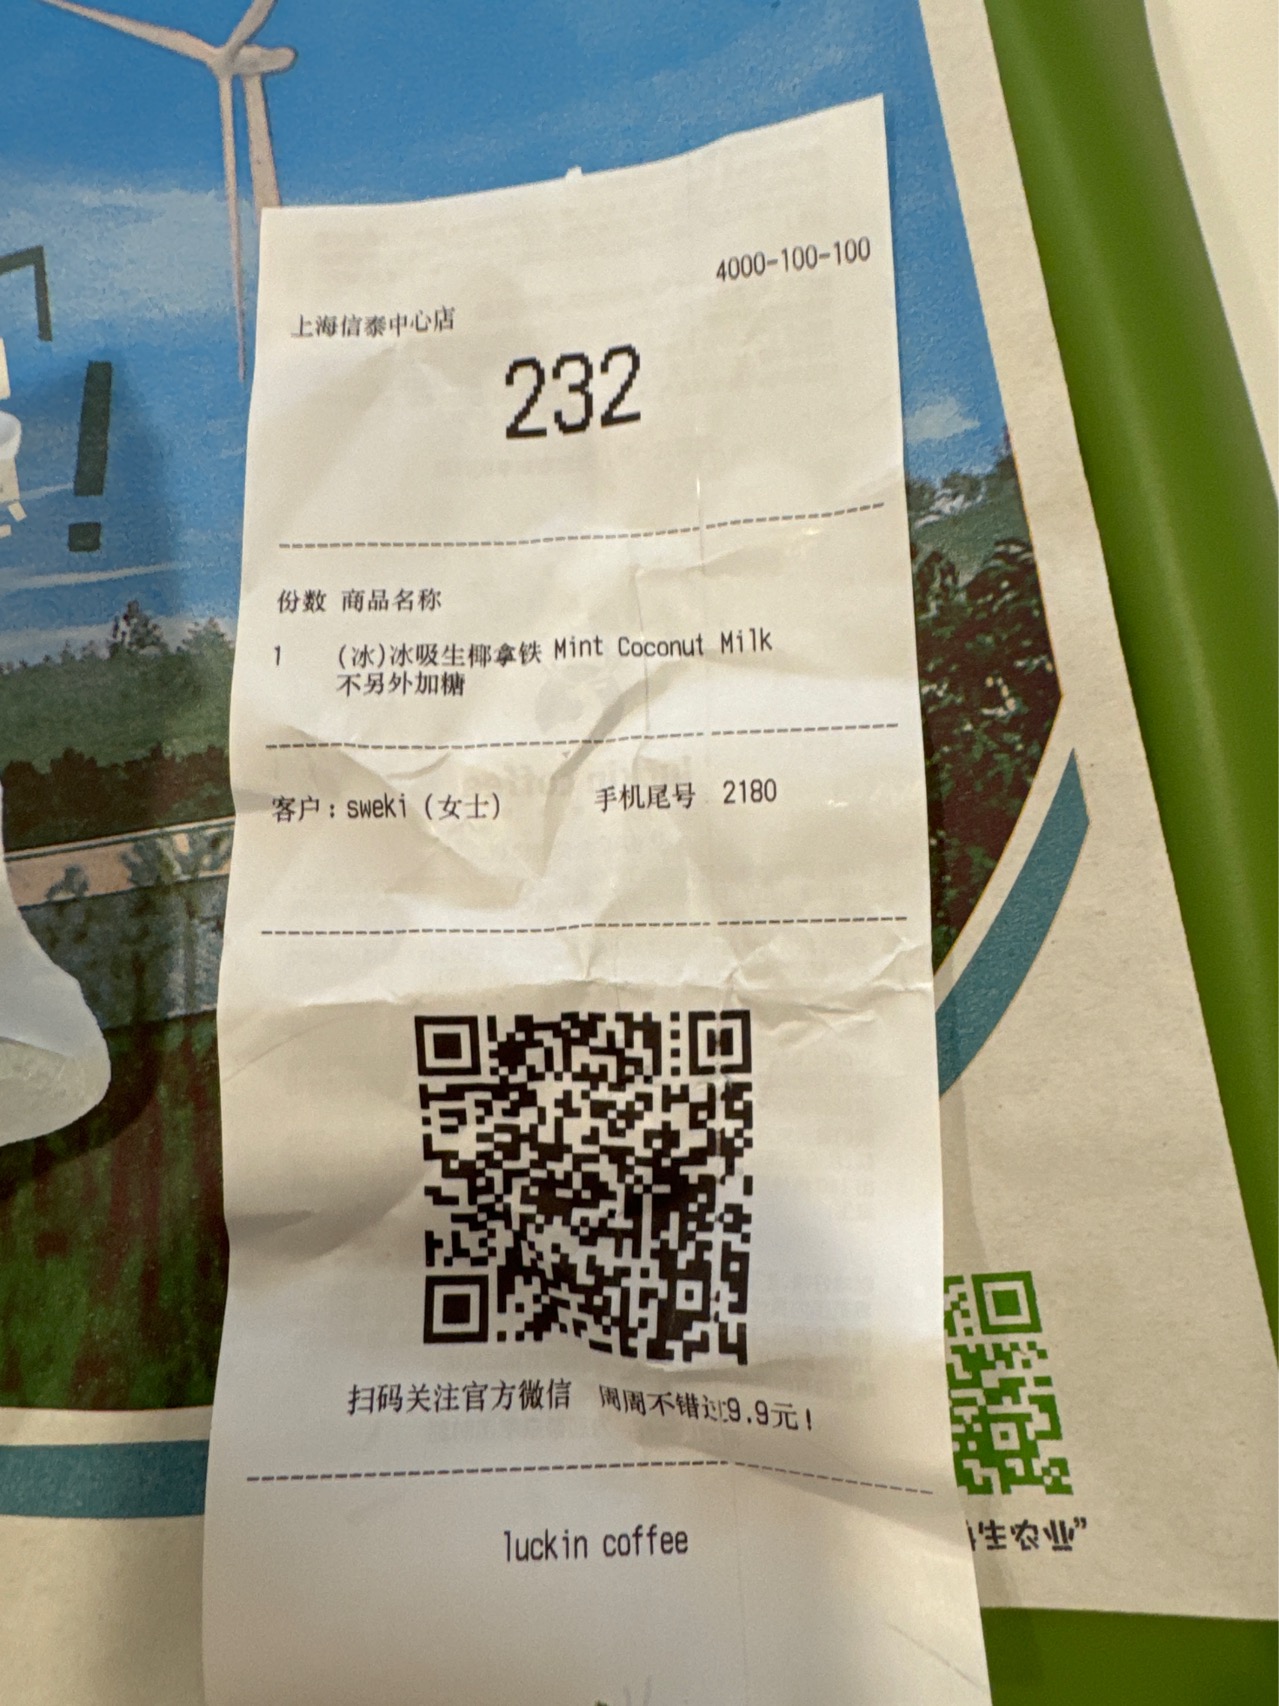 4000-100-100
上海信泰中心店
232
份数 商品名称
1 (冰)冰吸生椰拿铁 Mint Coconut Milk
不另外加糖
客户：sweki (女士) 手机尾号 2180
扫码关注官方微信 周周不错过9.9元!
luckin coffee
!
生农业”